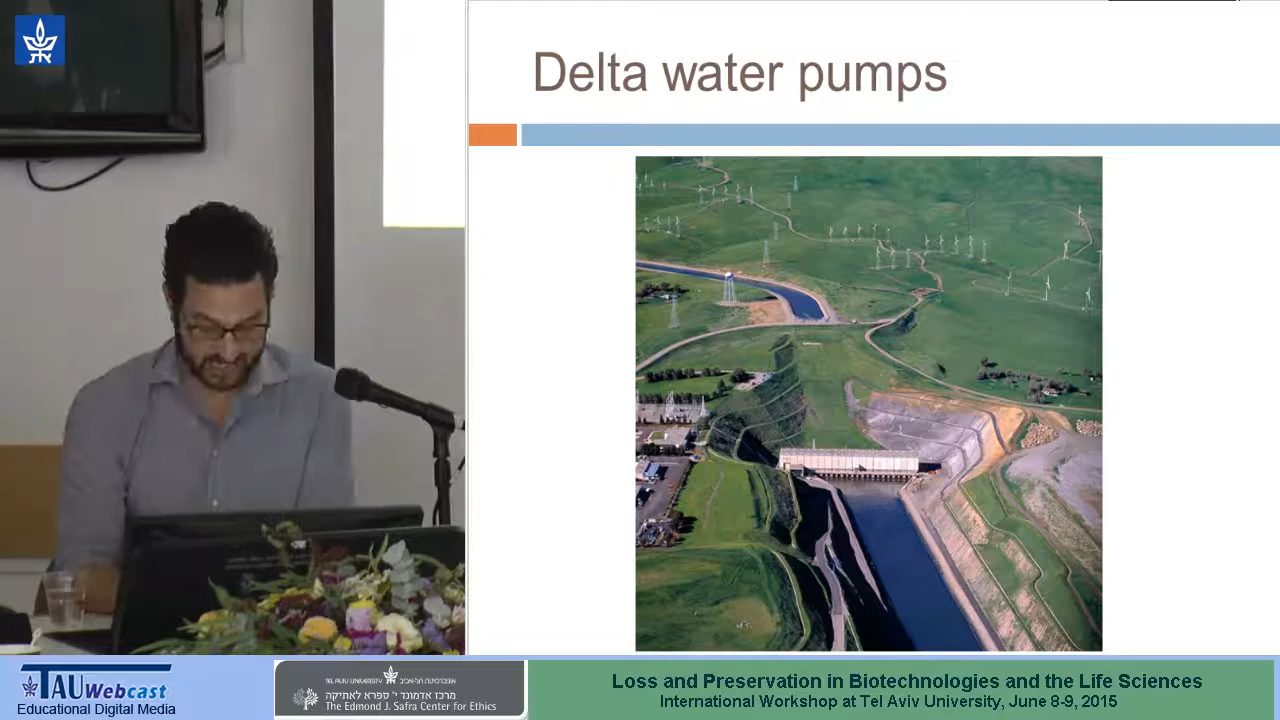 Delta water pumps
TAUWebcast
Educational Digital Media
TEL AVIV UNIVERSITY אוניברסיטת תל-אביב
מרכז אדמונד י' ספרא לאתיקה
The Edmond J. Safra Center for Ethics
Loss and Preservation in Biotechnologies and the Life Sciences
International Workshop at Tel Aviv University, June 8-9, 2015